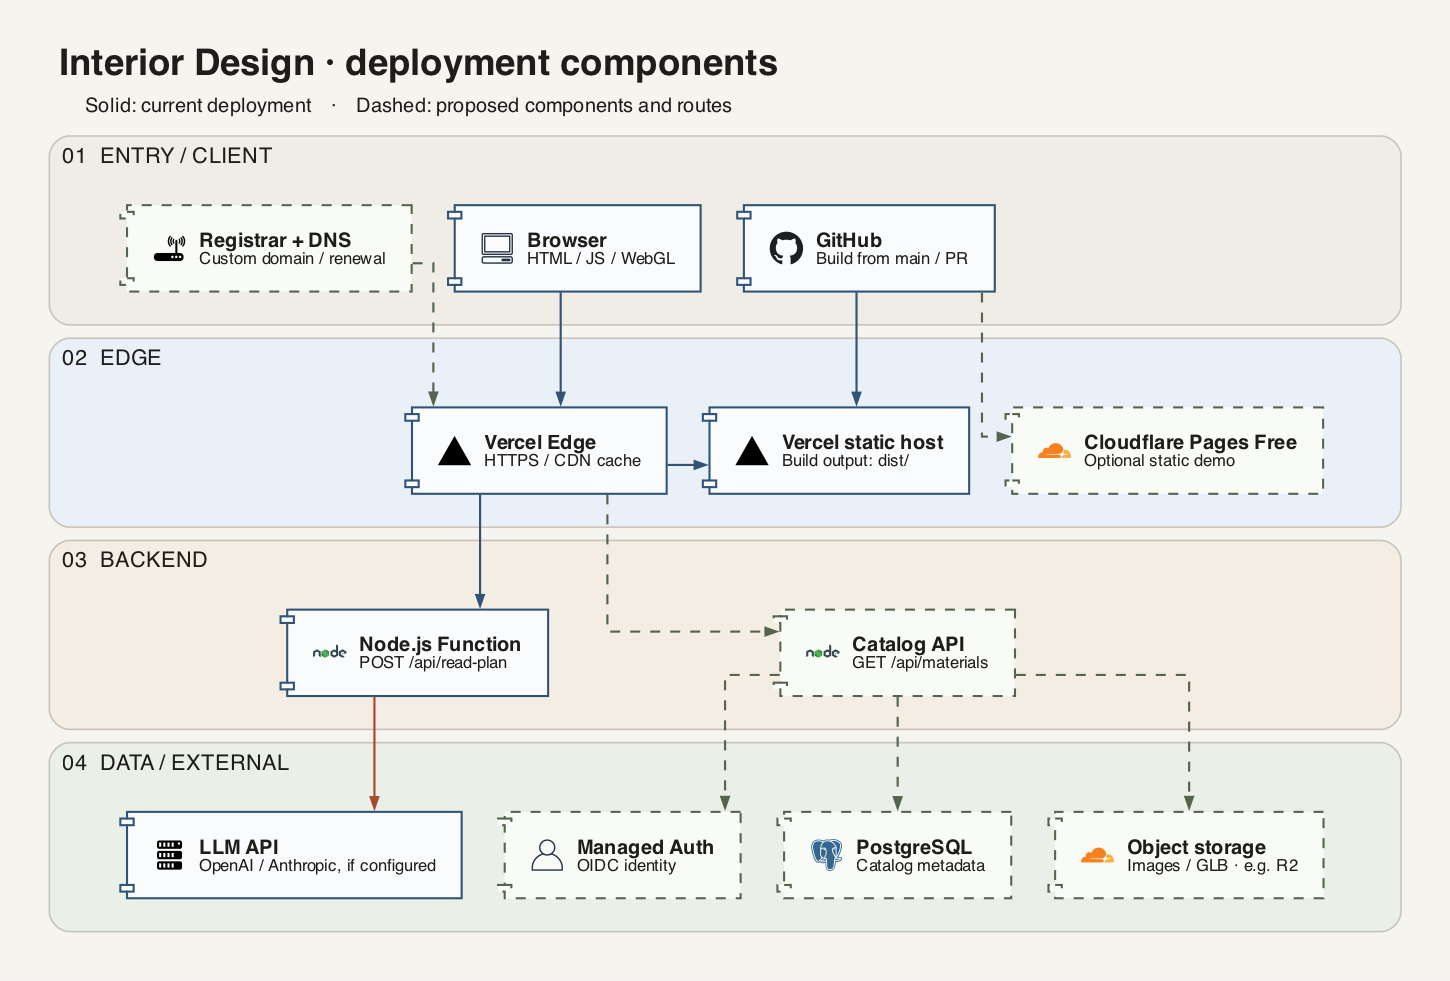 Interior Design · deployment components
Solid: current deployment · Dashed: proposed components and routes
01 ENTRY / CLIENT
Registrar + DNS
Custom domain / renewal
Browser
HTML / JS / WebGL
GitHub
Build from main / PR
02 EDGE
Vercel Edge
HTTPS / CDN cache
Vercel static host
Build output: dist/
Cloudflare Pages Free
Optional static demo
03 BACKEND
node
Node.js Function
POST /api/read-plan
node
Catalog API
GET /api/materials
04 DATA / EXTERNAL
LLM API
OpenAI / Anthropic, if configured
Managed Auth
OIDC identity
PostgreSQL
Catalog metadata
Object storage
Images / GLB · e.g. R2